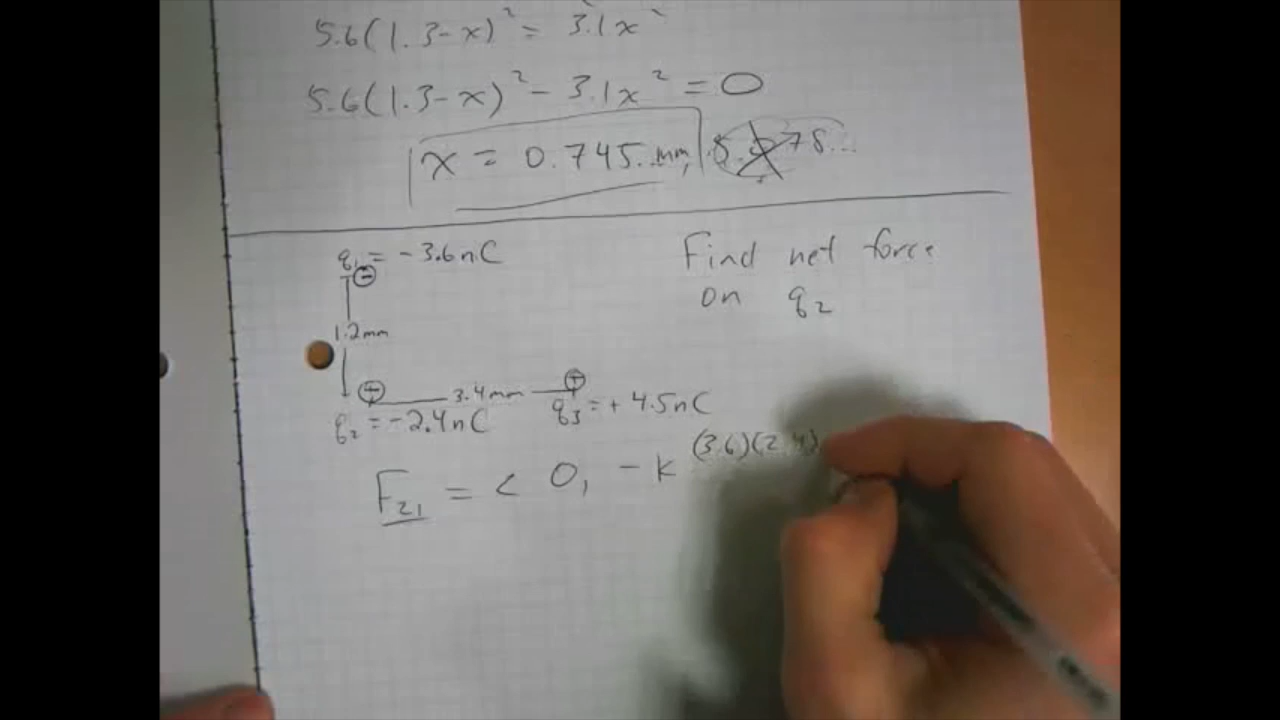 5.6(1.3-x)² = 3.1x²
5.6(1.3-x)² - 3.1x² = 0
x = 0.745 mm,
q₁ = -3.6nC
Find net force
on q₂
1.2mm
3.4mm
q₂ = -2.4nC
q₃ = +4.5nC
F₂₁ = < 0, -k (3.6)(2.4)